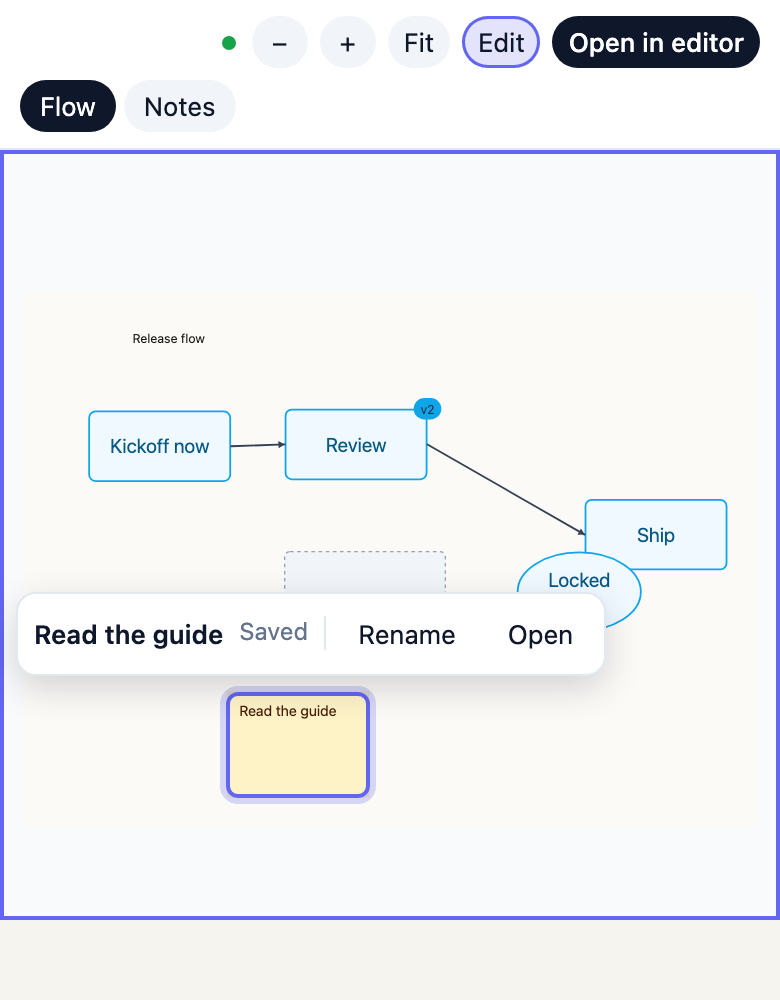 − + Fit Edit Open in editor
Flow Notes
Release flow
v2
Kickoff now Review
Ship
Locked
Read the guide Saved Rename Open
Read the guide